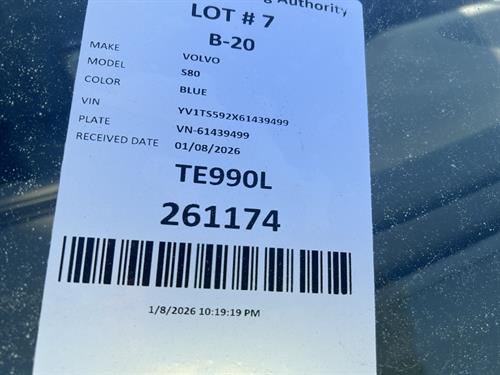 Authority
LOT # 7
B-20
MAKE VOLVO
MODEL S80
COLOR BLUE
VIN YV1TS592X61439499
PLATE VN-61439499
RECEIVED DATE 01/08/2026
TE990L
261174
1/8/2026 10:19:19 PM